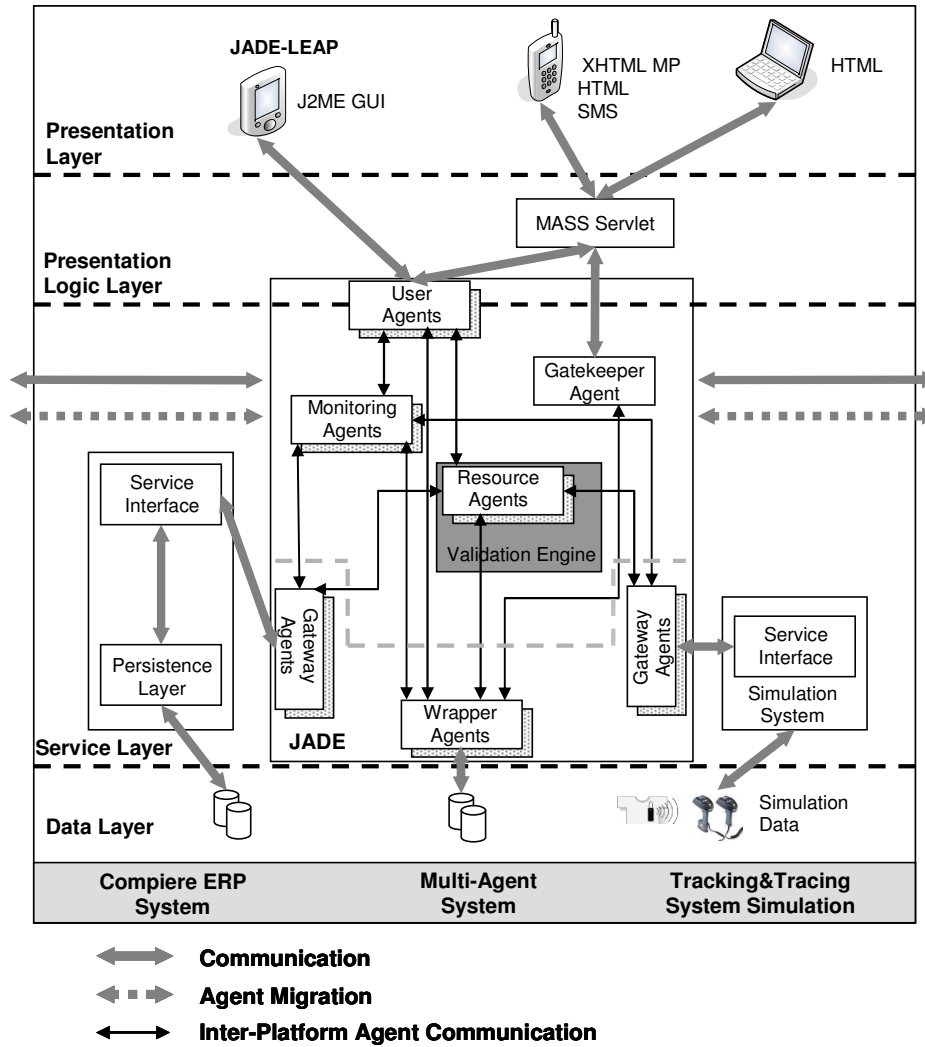 JADE-LEAP
J2ME GUI
XHTML MP
HTML
SMS
HTML
Presentation
Layer
MASS Servlet
Presentation
Logic Layer
User
Agents
Gatekeeper
Agent
Monitoring
Agents
Service
Interface
Resource
Agents
Validation Engine
Gateway
Agents
Gateway
Agents
Service
Interface
Simulation
System
Persistence
Layer
Wrapper
Agents
JADE
Service Layer
Data Layer
Simulation
Data
Compiere ERP
System
Multi-Agent
System
Tracking&Tracing
System Simulation
Communication
Agent Migration
Inter-Platform Agent Communication